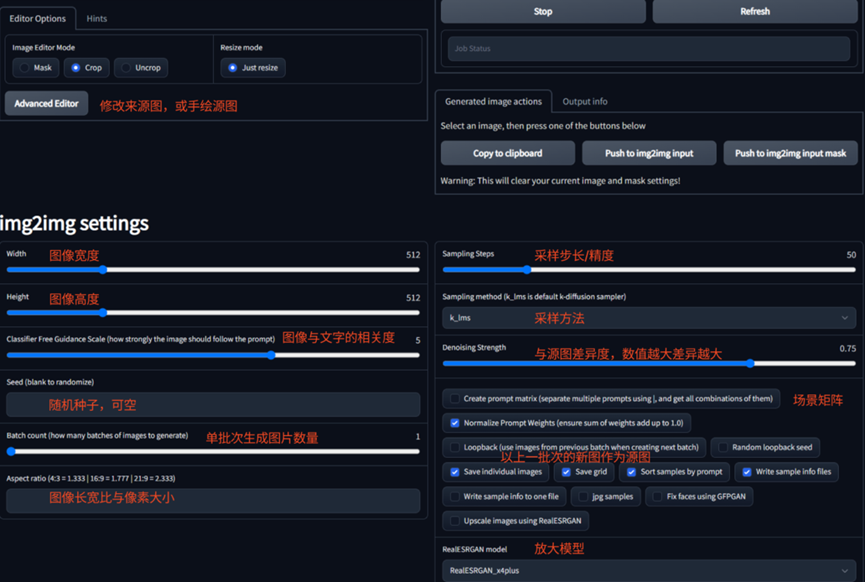 Editor Options
Hints
Image Editor Mode
Resize mode
Mask
Crop
Uncrop
Just resize
Advanced Editor
修改来源图，或手绘源图
Stop
Refresh
Job Status
Generated image actions
Output info
Select an image, then press one of the buttons below
Copy to clipboard
Push to img2img input
Push to img2img input mask
Warning: This will clear your current image and mask settings!
img2img settings
Width
图像宽度
512
Height
图像高度
512
Classifier Free Guidance Scale (how strongly the image should follow the prompt)
图像与文字的相关度
5
Seed (blank to randomize)
随机种子，可空
Batch count (how many batches of images to generate)
单批次生成图片数量
1
Aspect ratio (4:3 = 1.333 | 16:9 = 1.777 | 21:9 = 2.333)
图像长宽比与像素大小
Sampling Steps
采样步长/精度
50
Sampling method (k_lms is default k-diffusion sampler)
k_lms
采样方法
Denoising Strength
与源图差异度，数值越大差异越大
0.75
Create prompt matrix (separate multiple prompts using |, and get all combinations of them)
场景矩阵
Normalize Prompt Weights (ensure sum of weights add up to 1.0)
Loopback (use images from previous batch when creating next batch)
Random loopback seed
以上一批次的新图作为源图
Save individual images
Save grid
Sort samples by prompt
Write sample info files
Write sample info to one file
jpg samples
Fix faces using GFPGAN
Upscale images using RealESRGAN
RealESRGAN model
放大模型
RealESRGAN_x4plus